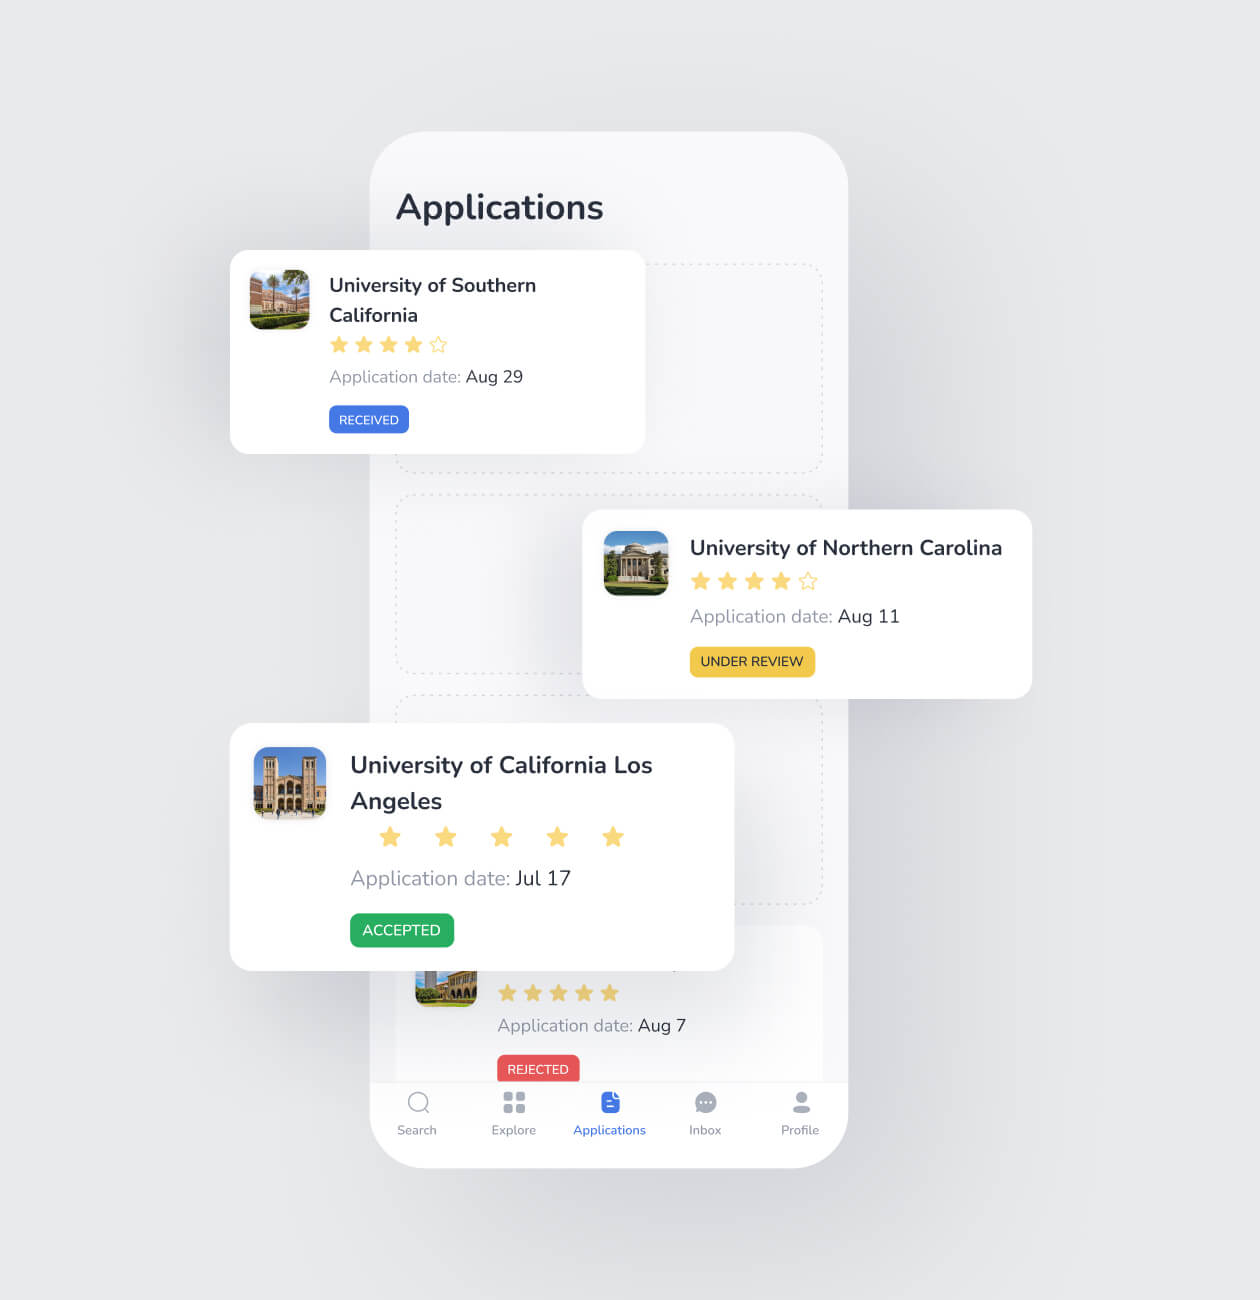 Applications
University of Southern
California
Application date: Aug 29
RECEIVED
University of Northern Carolina
Application date: Aug 11
UNDER REVIEW
University of California Los
Angeles
Application date: Jul 17
ACCEPTED
Application date: Aug 7
REJECTED
Search
Explore
Applications
Inbox
Profile